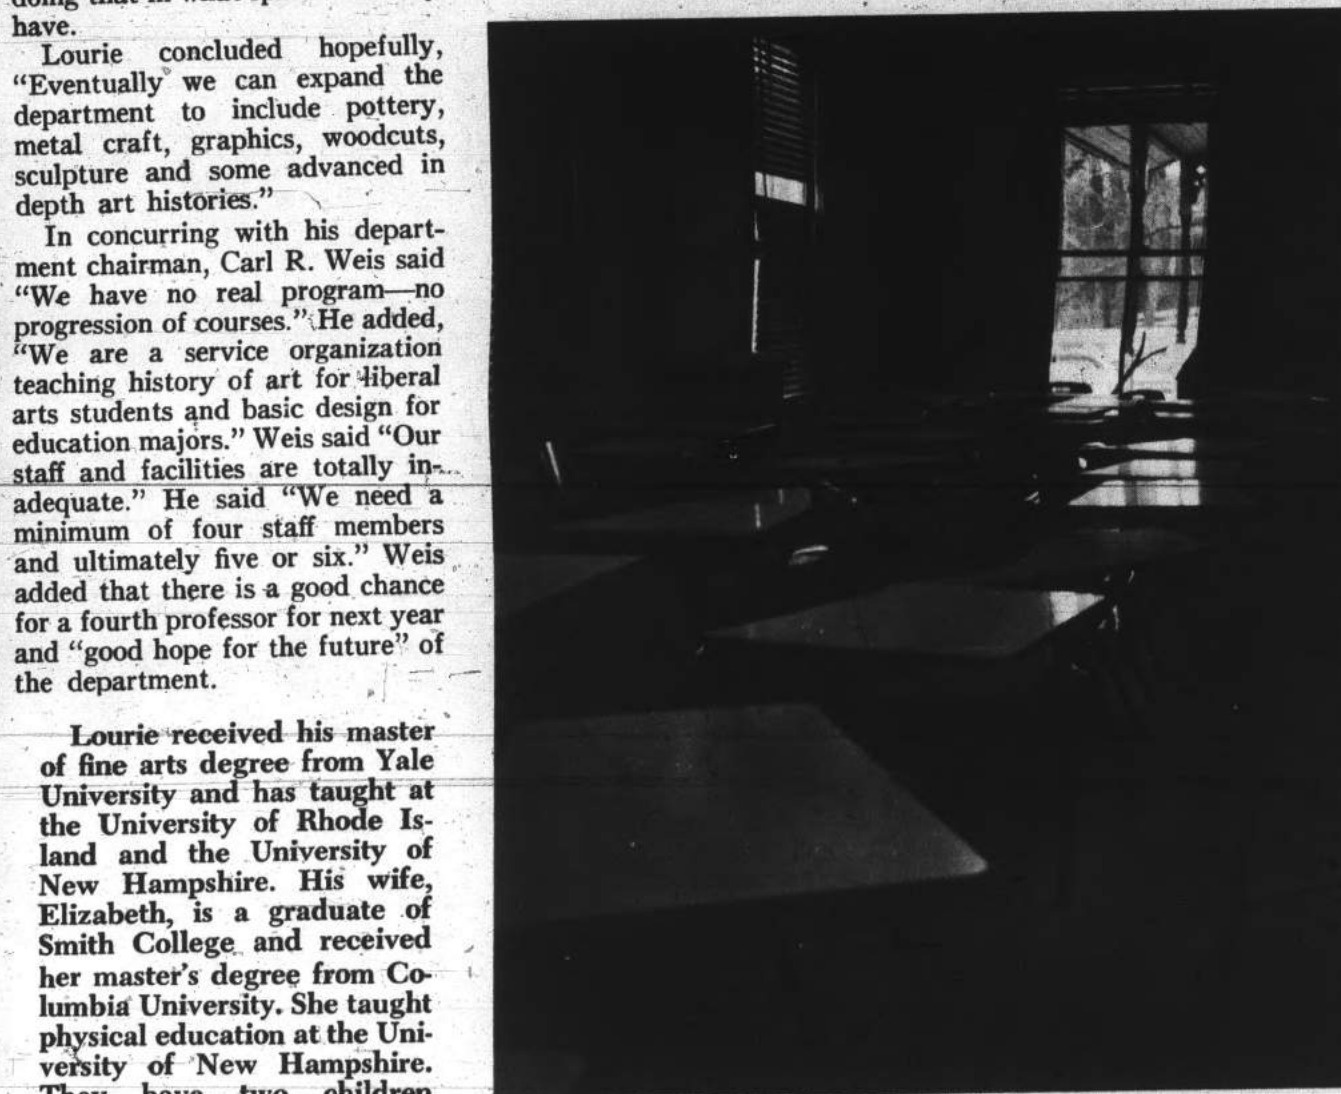 have.
Lourie concluded hopefully,
“Eventually we can expand the
department to include pottery,
metal craft, graphics, woodcuts,
sculpture and some advanced in
depth art histories.”
In concurring with his depart-
ment chairman, Carl R. Weis said
“We have no real program—no
progression of courses.” He added,
“We are a service organization
teaching history of art for liberal
arts students and basic design for
education majors.” Weis said “Our
staff and facilities are totally in-
adequate.” He said “We need a
minimum of four staff members
and ultimately five or six.” Weis
added that there is a good chance
for a fourth professor for next year
and “good hope for the future” of
the department.
Lourie received his master
of fine arts degree from Yale
University and has taught at
the University of Rhode Is-
land and the University of
New Hampshire. His wife,
Elizabeth, is a graduate of
Smith College and received
her master's degree from Co-
lumbia University. She taught
physical education at the Uni-
versity of New Hampshire.
They have two children